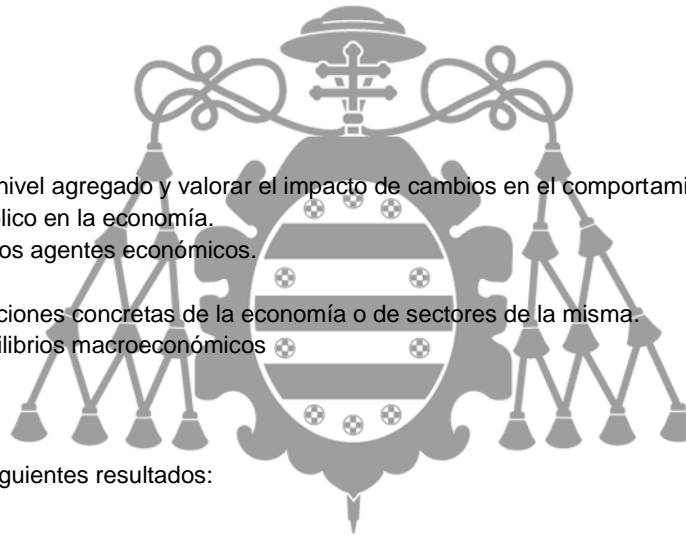 nivel agregado y valorar el impacto de cambios en el
lico en la economía.
os agentes económicos.
ciones concretas de la economía o de sectores de la misma.
ilibrios macroeconómicos
guientes resultados: